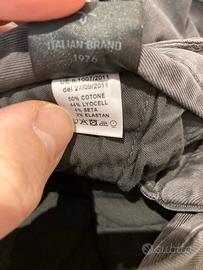 ITALIAN BRAND
1976
UE n.1007/2011
del 27/09/2011
50% COTONE
44% LYOCELL
4% SETA
2% ELASTAN
subito